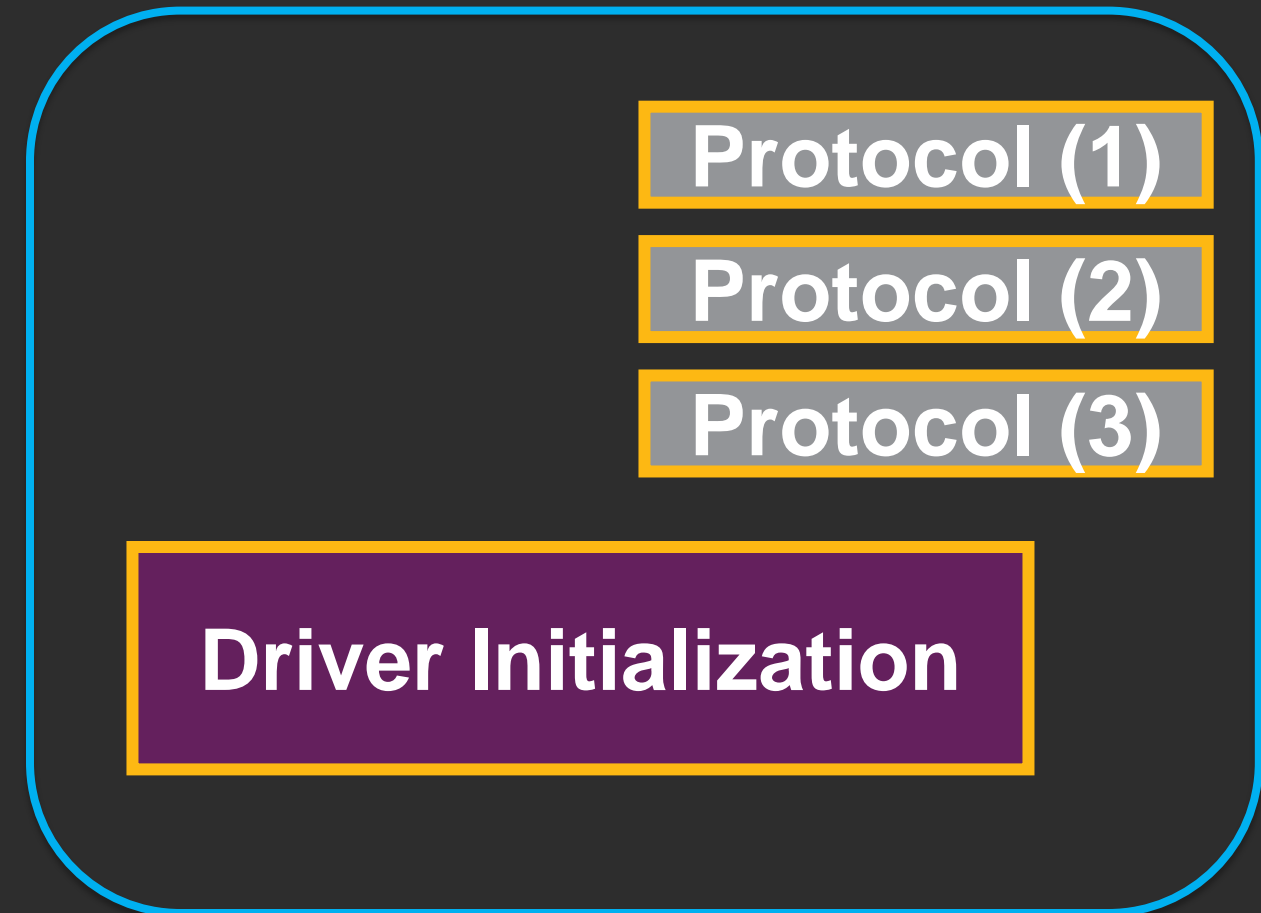 Protocol (1)
Protocol (2)
Protocol (3)
Driver Initialization